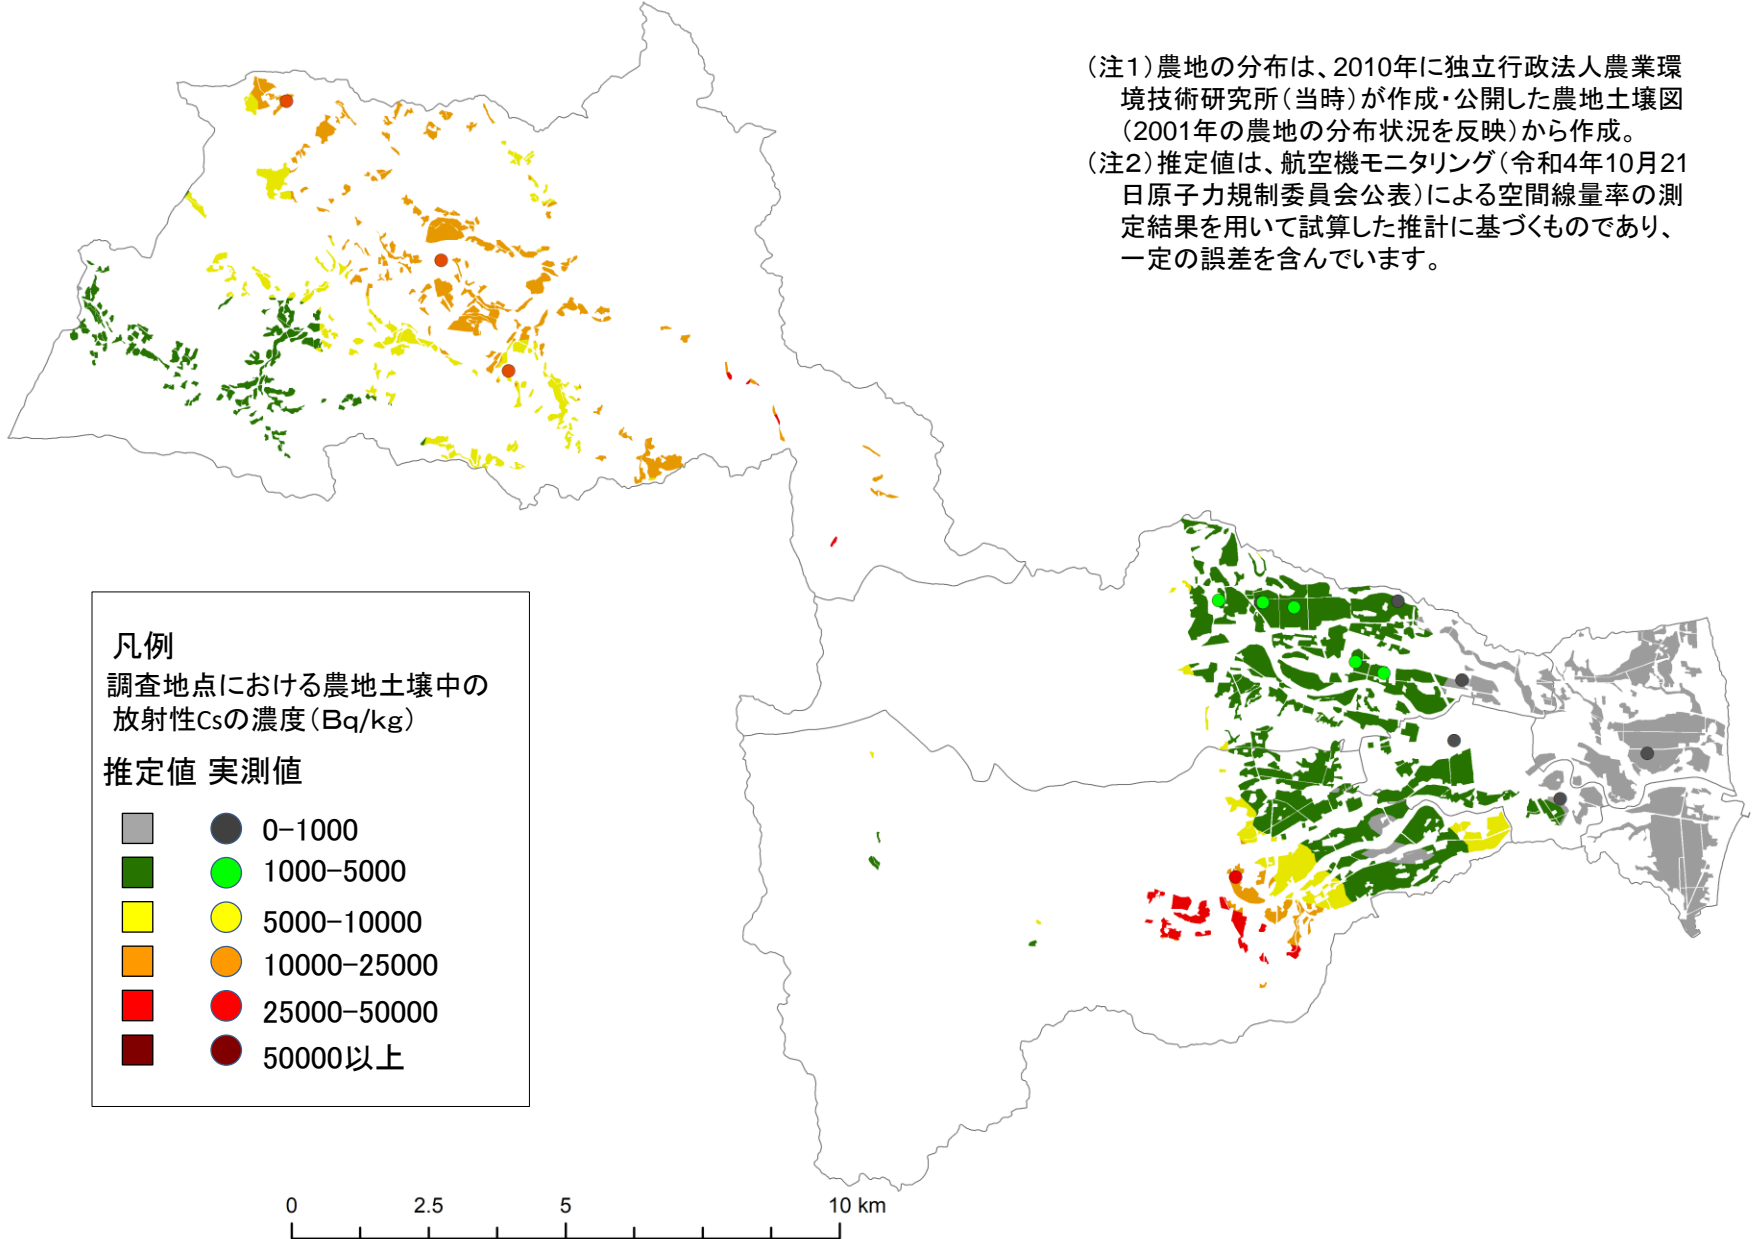 （注1）農地の分布は、2010年に独立行政法人農業環
境技術研究所（当時）が作成・公開した農地土壌図
（2001年の農地の分布状況を反映）から作成。
（注2）推定値は、航空機モニタリング（令和4年10月21
日原子力規制委員会公表）による空間線量率の測
定結果を用いて試算した推計に基づくものであり、
一定の誤差を含んでいます。
凡例
調査地点における農地土壌中の
放射性Csの濃度（Bq/kg）
推定値 実測値
0-1000
1000-5000
5000-10000
10000-25000
25000-50000
50000以上
0 2.5 5 10 km